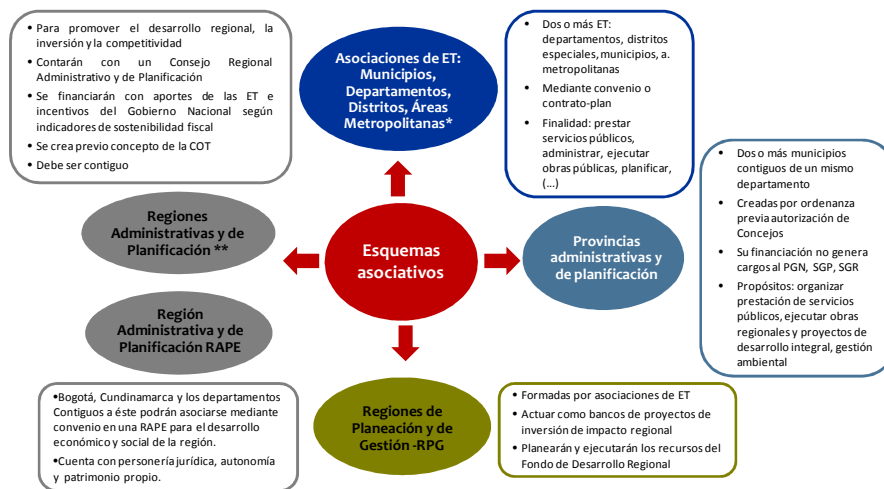 • Para promover el desarrollo regional, la
inversión y la competitividad
• Contarán con un Consejo Regional
Administrativo y de Planificación
• Se financiarán con aportes de las ET e
incentivos del Gobierno Nacional según
indicadores de sostenibilidad fiscal
• Se crea previo concepto de la COT
• Debe ser contiguo
Asociaciones de ET:
Municipios,
Departamentos,
Distritos, Áreas
Metropolitanas*
• Dos o más ET:
departamentos, distritos
especiales, municipios, a.
metropolitanas
• Mediante convenio o
contrato-plan
• Finalidad: prestar
servicios públicos,
administrar, ejecutar
obras públicas, planificar,
(…)
Regiones
Administrativas y de
Planificación **
Esquemas
asociativos
Provincias
administrativas y
de planificación
• Dos o más municipios
contiguos de un mismo
departamento
• Creadas por ordenanza
previa autorización de
Concejos
• Su financiación no genera
cargos al PGN, SGP, SGR
• Propósitos: organizar
prestación de servicios
públicos, ejecutar obras
regionales y proyectos de
desarrollo integral, gestión
ambiental
Región
Administrativa y de
Planificación RAPE
•Bogotá, Cundinamarca y los departamentos
Contiguos a éste podrán asociarse mediante
convenio en una RAPE para el desarrollo
económico y social de la región.
•Cuenta con personería jurídica, autonomía
y patrimonio propio.
Regiones de
Planeación y de
Gestión -RPG
• Formadas por asociaciones de ET
• Actuar como bancos de proyectos de
inversión de impacto regional
• Planearán y ejecutarán los recursos del
Fondo de Desarrollo Regional